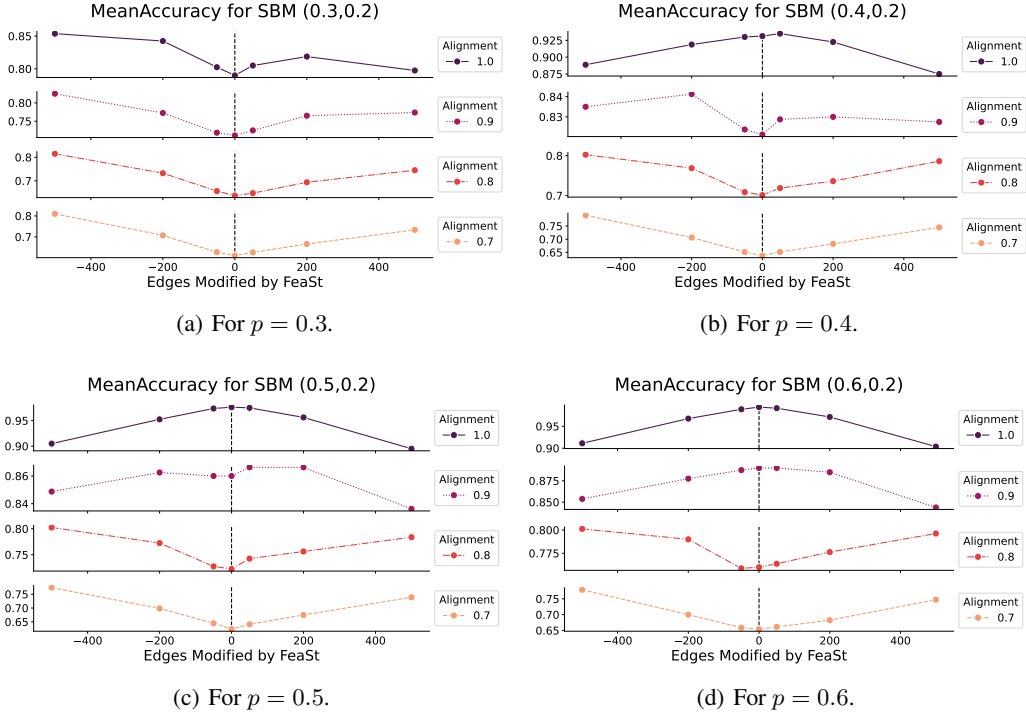 MeanAccuracy for SBM (0.3,0.2)
0.85
0.80
Alignment
1.0
0.80
0.75
Alignment
0.9
0.8
0.7
Alignment
0.8
0.8
0.7
Alignment
0.7
−400 −200 0 200 400
Edges Modified by FeaSt
(a) For p = 0.3.
MeanAccuracy for SBM (0.4,0.2)
0.925
0.900
0.875
Alignment
1.0
0.84
0.83
Alignment
0.9
0.8
0.7
Alignment
0.8
0.75
0.65
Alignment
0.7
−400 −200 0 200 400
Edges Modified by FeaSt
(b) For p = 0.4.
MeanAccuracy for SBM (0.5,0.2)
0.95
0.90
Alignment
1.0
0.86
0.84
Alignment
0.9
0.80
0.75
Alignment
0.8
0.75
0.70
0.65
Alignment
0.7
−400 −200 0 200 400
Edges Modified by FeaSt
(c) For p = 0.5.
MeanAccuracy for SBM (0.6,0.2)
0.95
0.90
Alignment
1.0
0.875
0.850
Alignment
0.9
0.800
0.775
Alignment
0.8
0.75
0.70
0.65
Alignment
0.7
−400 −200 0 200 400
Edges Modified by FeaSt
(d) For p = 0.6.